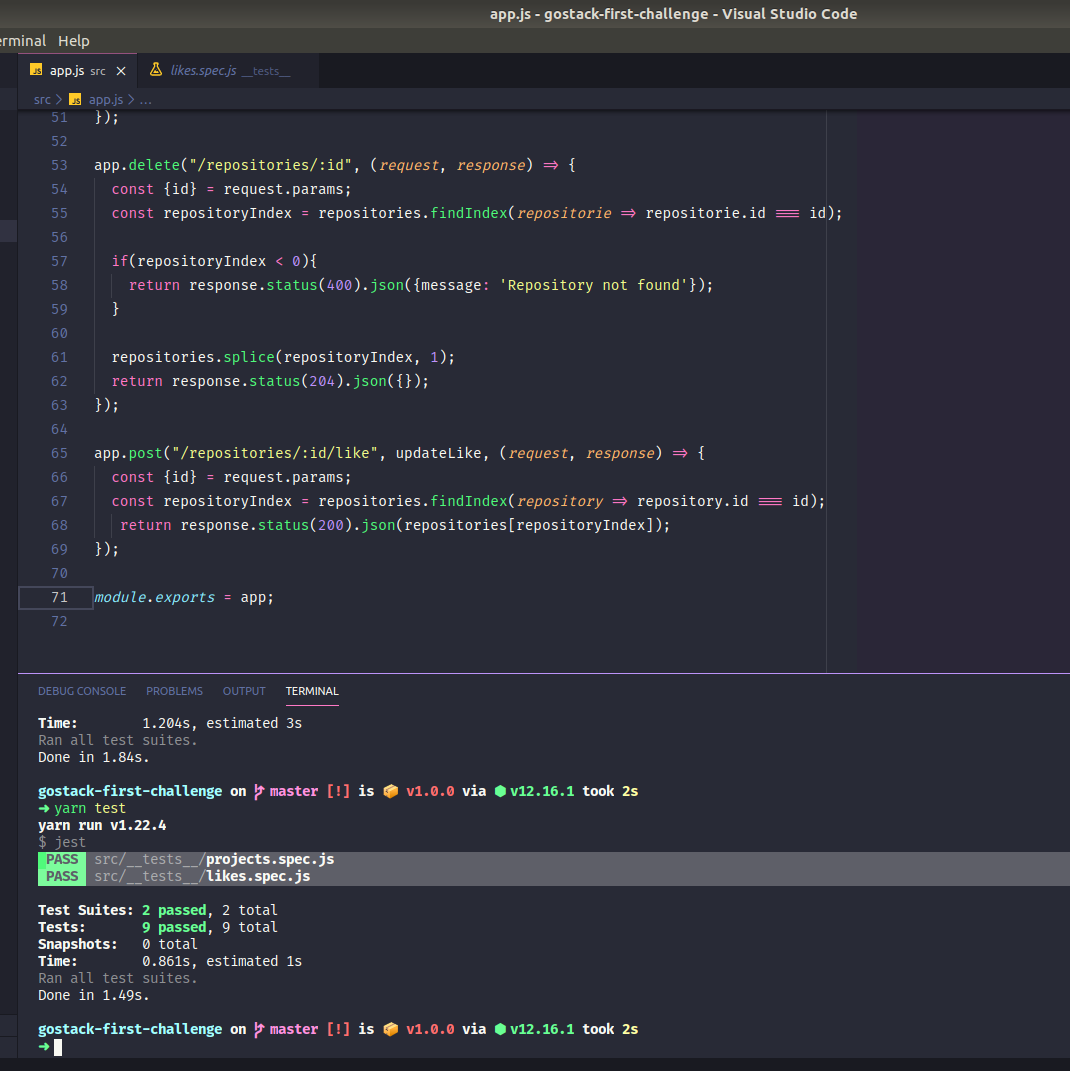 app.js - gostack-first-challenge - Visual Studio Code
erminal Help
JS app.js src × likes.spec.js __tests__
src > JS app.js > ...
51 });
52
53 app.delete("/repositories/:id", (request, response) => {
54 const {id} = request.params;
55 const repositoryIndex = repositories.findIndex(repositorie => repositorie.id === id);
56
57 if(repositoryIndex < 0){
58 return response.status(400).json({message: 'Repository not found'});
59 }
60
61 repositories.splice(repositoryIndex, 1);
62 return response.status(204).json({});
63 });
64
65 app.post("/repositories/:id/like", updateLike, (request, response) => {
66 const {id} = request.params;
67 const repositoryIndex = repositories.findIndex(repository => repository.id === id);
68 return response.status(200).json(repositories[repositoryIndex]);
69 });
70
71 module.exports = app;
72
DEBUG CONSOLE PROBLEMS OUTPUT TERMINAL
Time: 1.204s, estimated 3s
Ran all test suites.
Done in 1.84s.
gostack-first-challenge on master [!] is 📦 v1.0.0 via ⬢ v12.16.1 took 2s
➜ yarn test
yarn run v1.22.4
$ jest
PASS src/__tests__/projects.spec.js
PASS src/__tests__/likes.spec.js
Test Suites: 2 passed, 2 total
Tests: 9 passed, 9 total
Snapshots: 0 total
Time: 0.861s, estimated 1s
Ran all test suites.
Done in 1.49s.
gostack-first-challenge on master [!] is 📦 v1.0.0 via ⬢ v12.16.1 took 2s
➜